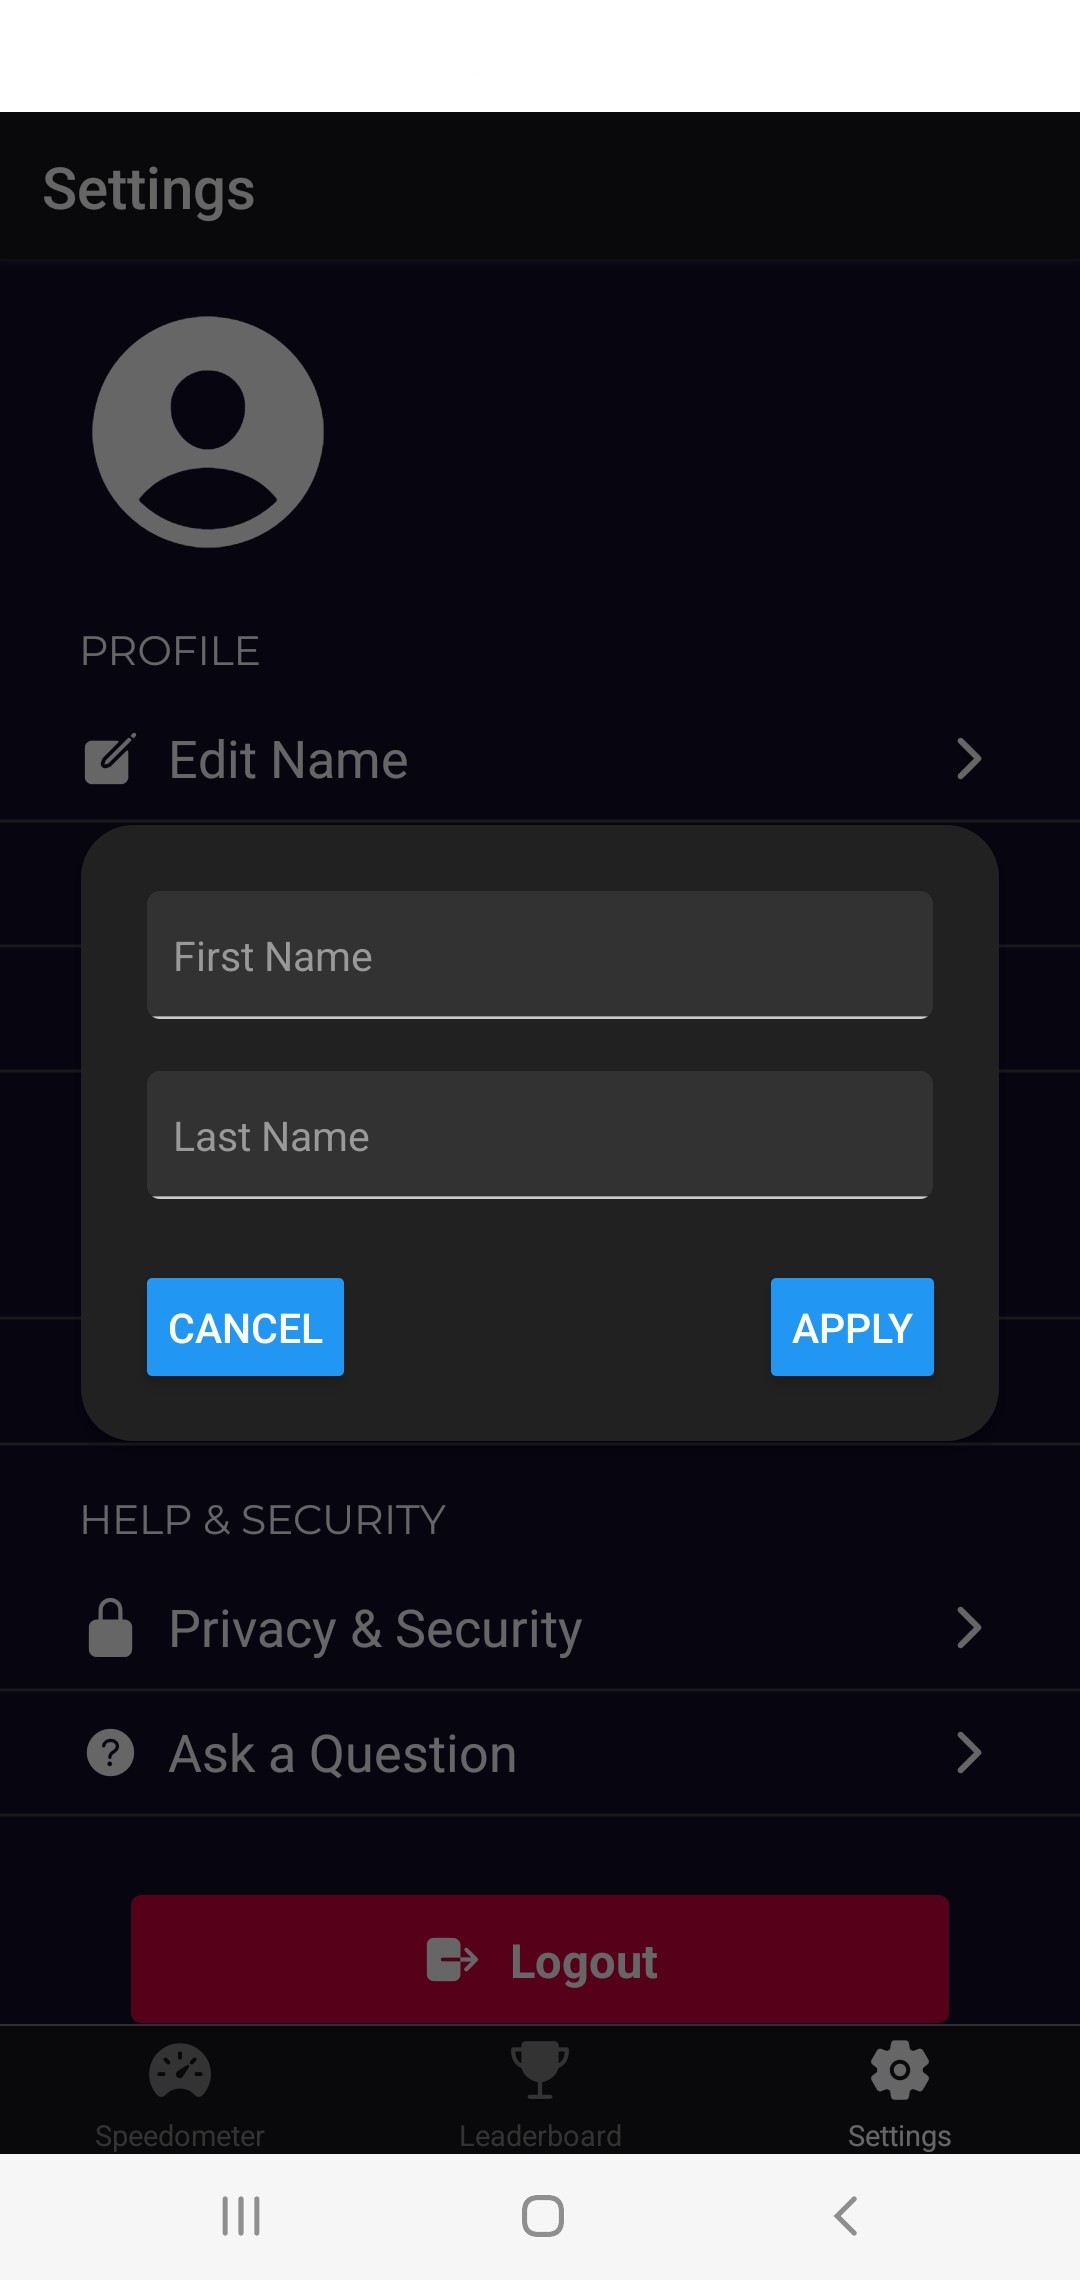 Settings
PROFILE
Edit Name
First Name
Last Name
CANCEL
APPLY
HELP & SECURITY
Privacy & Security
Ask a Question
Logout
Speedometer
Leaderboard
Settings